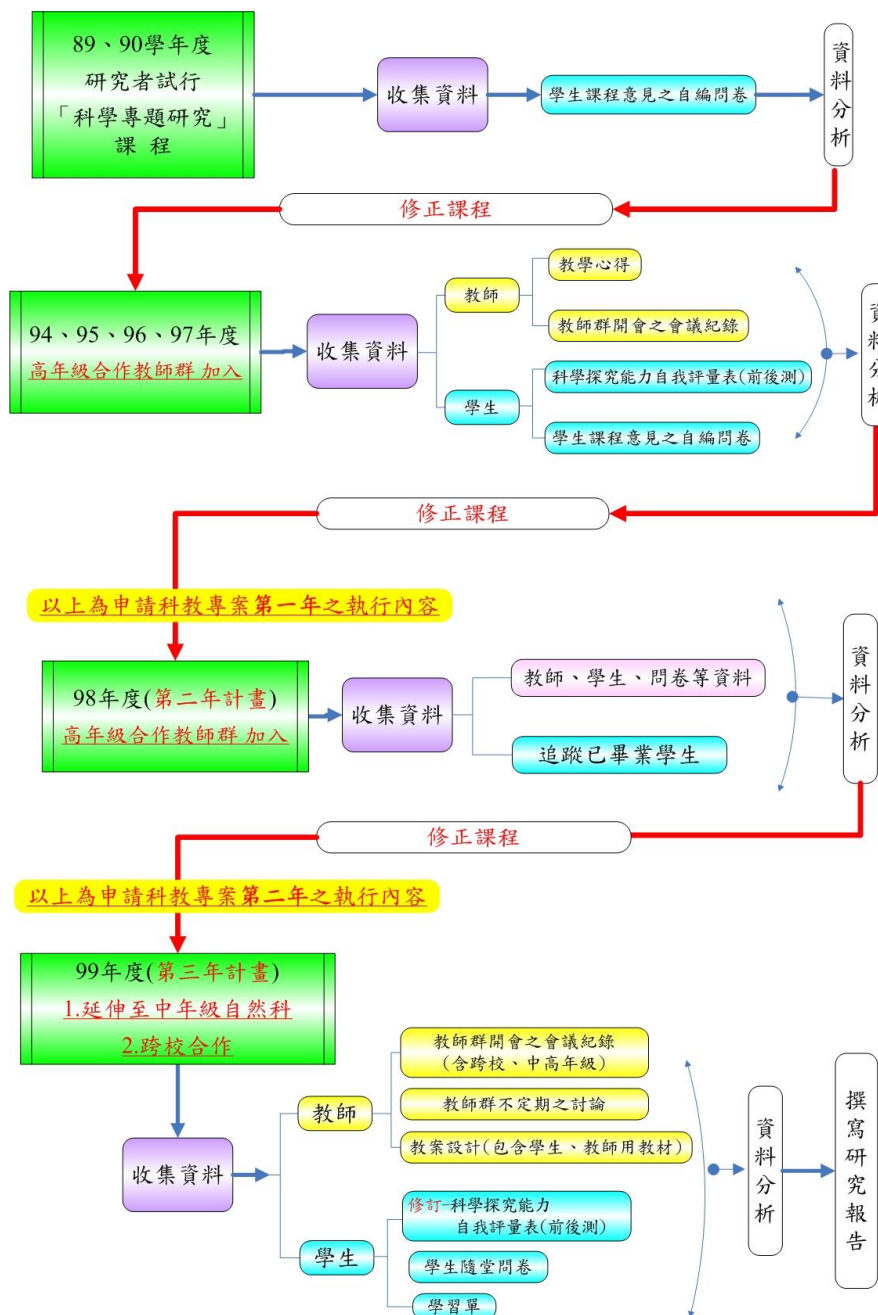 89、90學年度
研究者試行
「科學專題研究」
課 程
收集資料
學生課程意見之自編問卷
資料分析
修正課程
94、95、96、97年度
高年級合作教師群 加入
收集資料
教師
教學心得
教師群開會之會議紀錄
學生
科學探究能力自我評量表(前後測)
學生課程意見之自編問卷
資料分析
修正課程
以上為申請科教專案第一年之執行內容
98年度(第二年計畫)
高年級合作教師群 加入
收集資料
教師、學生、問卷等資料
追蹤已畢業學生
資料分析
修正課程
以上為申請科教專案第二年之執行內容
99年度(第三年計畫)
1.延伸至中年級自然科
2.跨校合作
收集資料
教師
教師群開會之會議紀錄
(含跨校、中高年級)
教師群不定期之討論
教案設計(包含學生、教師用教材)
學生
修訂-科學探究能力
自我評量表(前後測)
學生隨堂問卷
學習單
資料分析
撰寫研究報告